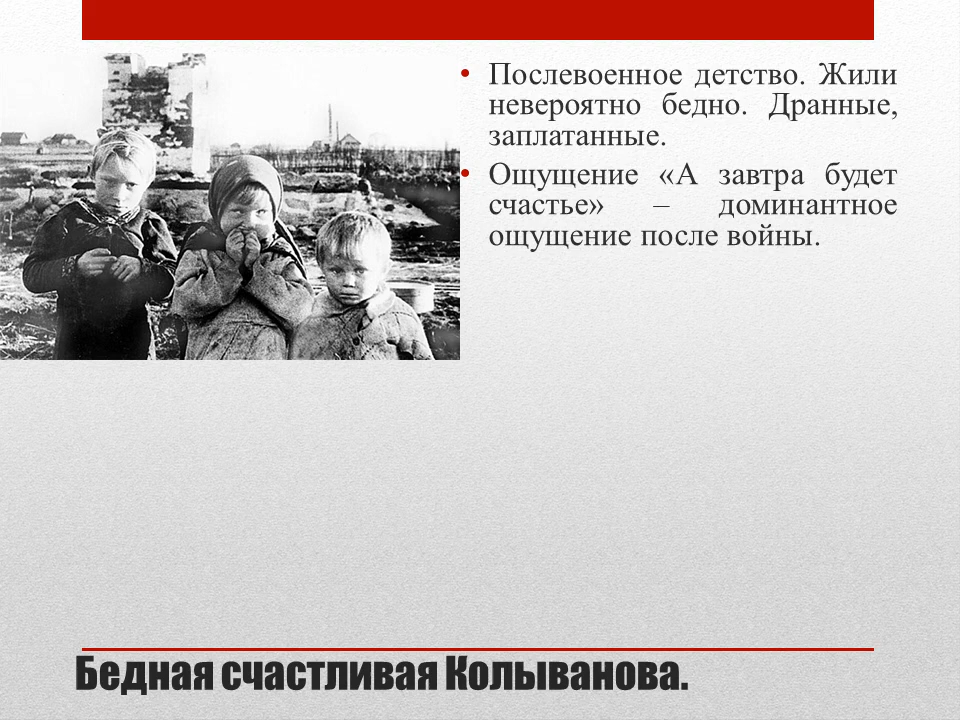 • Послевоенное детство. Жили
невероятно бедно. Дранные,
заплатанные.
• Ощущение «А завтра будет
счастье» – доминантное
ощущение после войны.
Бедная счастливая Колыванова.